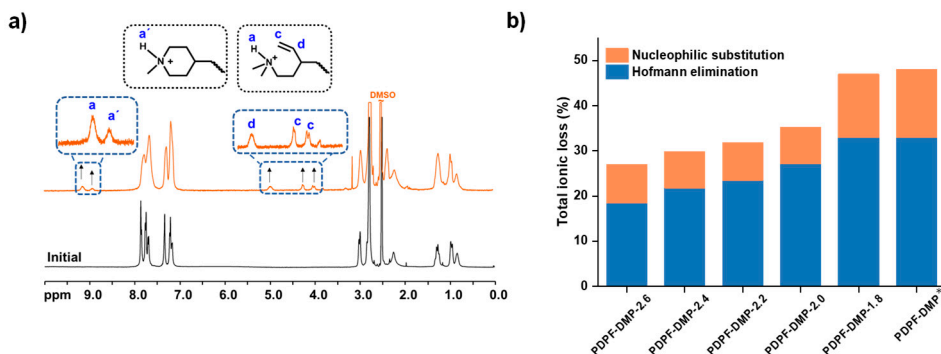 a)
a´
H
N
+
a
c
d
H
N
+
DMSO
a
a´
d
c
c
Initial
ppm 9.0 8.0 7.0 6.0 5.0 4.0 3.0 2.0 1.0 0.0
b)
Total ionic loss (%)
50
40
30
20
10
0
Nucleophilic substitution
Hofmann elimination
PDPF-DMP-2.6
PDPF-DMP-2.4
PDPF-DMP-2.2
PDPF-DMP-2.0
PDPF-DMP-1.8
PDPF-DMP*